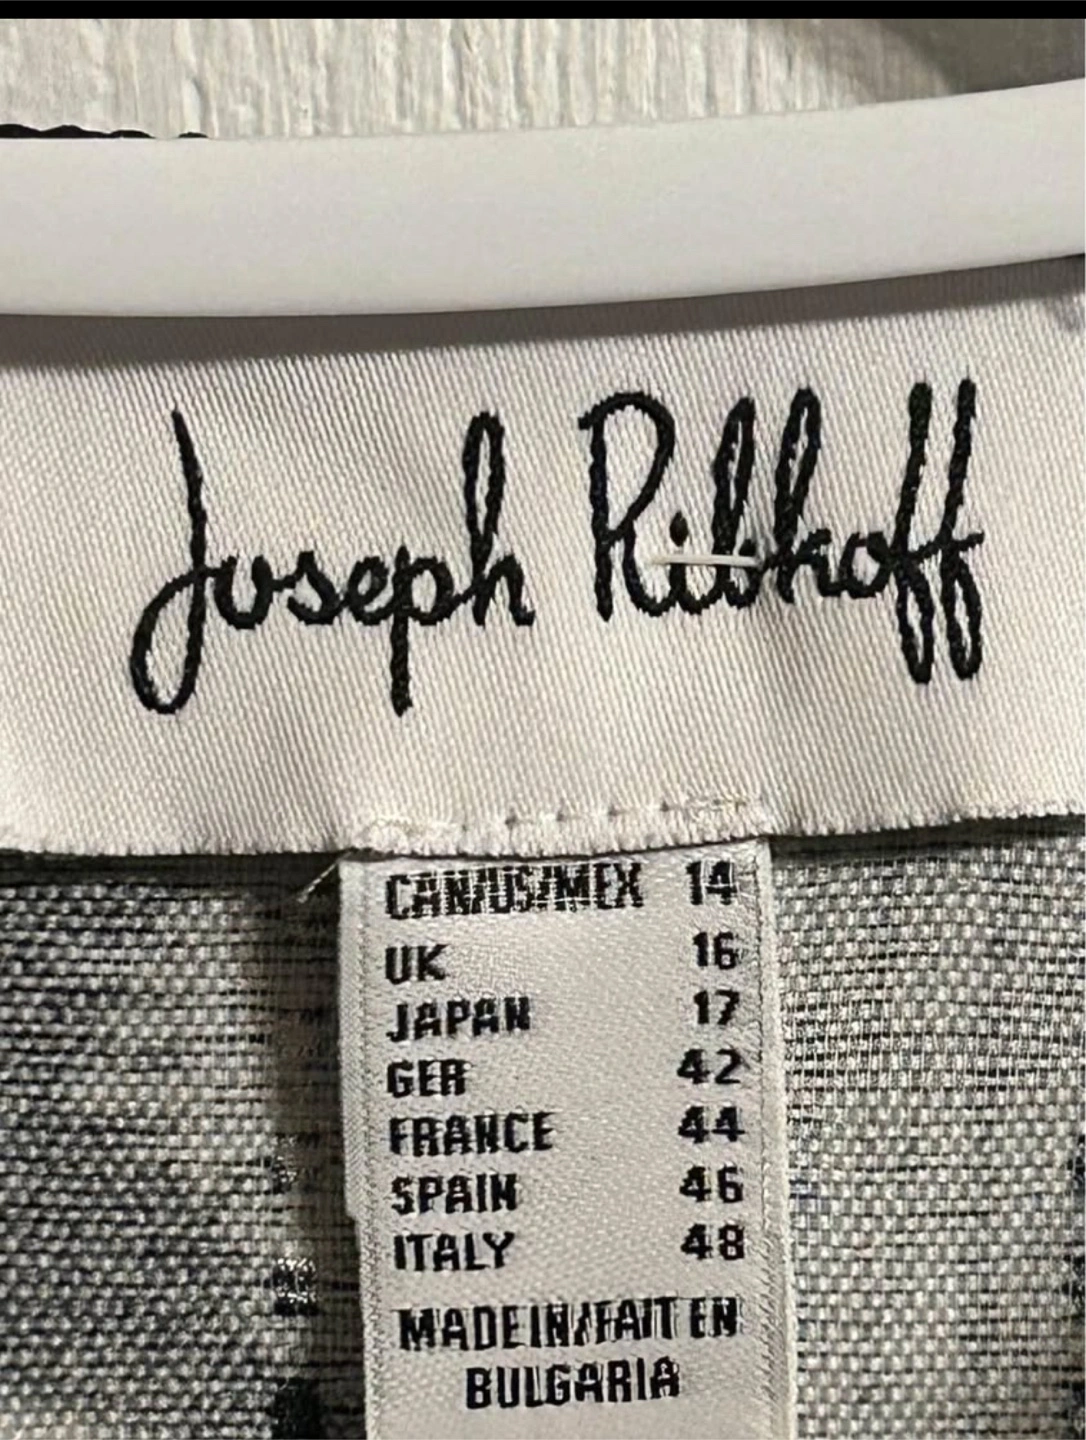 Joseph Ribkoff
CAN/US/MEX 14
UK 16
JAPAN 17
GER 42
FRANCE 44
SPAIN 46
ITALY 48
MADE IN/FAIT EN
BULGARIA